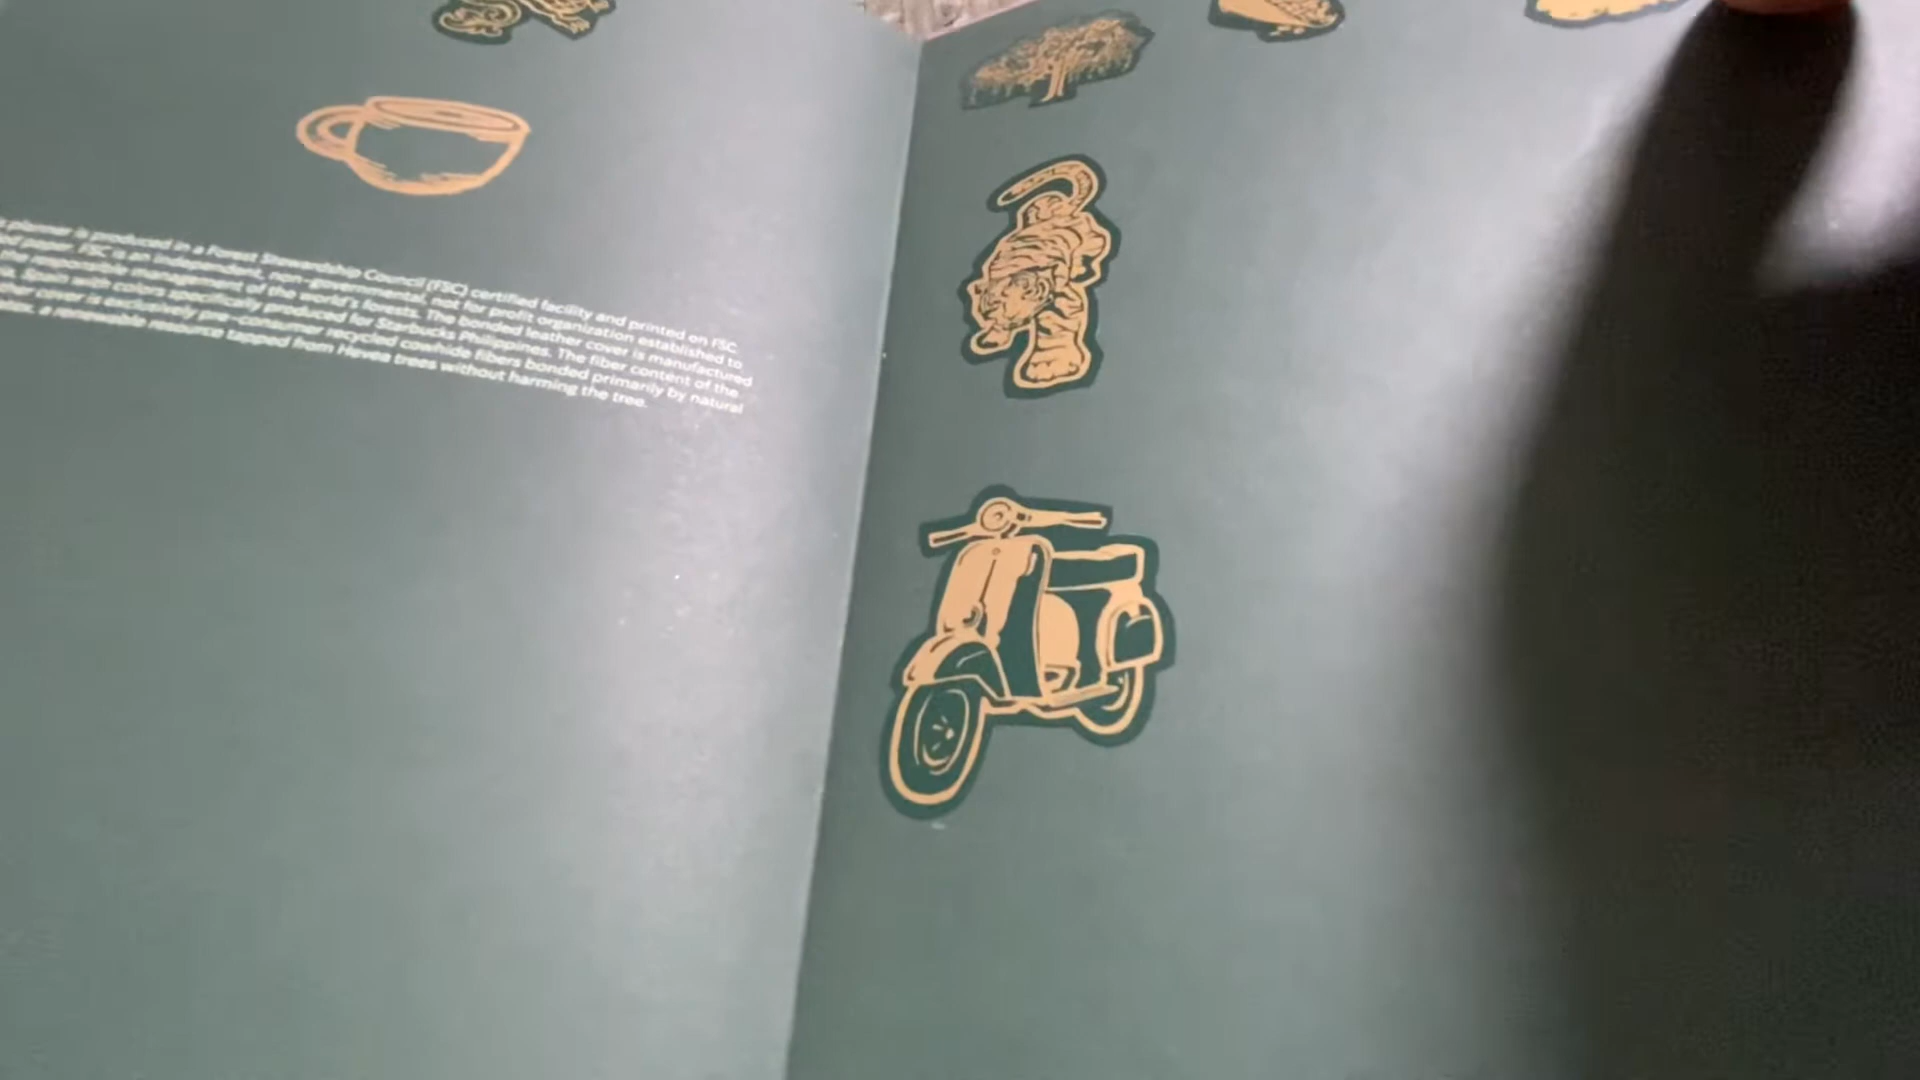 planner is produced in a Forest Stewardship Council (FSC) certified facility and printed on FSC
paper. FSC is an independent, non-governmental, not for profit organization established to
the responsible management of the world's forests. The bonded leather cover is manufactured
with colors specifically produced for Starbucks Philippines. The fiber content of the
cover is exclusively pre-consumer recycled cowhide fibers bonded primarily by natural
a renewable resource tapped from Hevea trees without harming the tree.